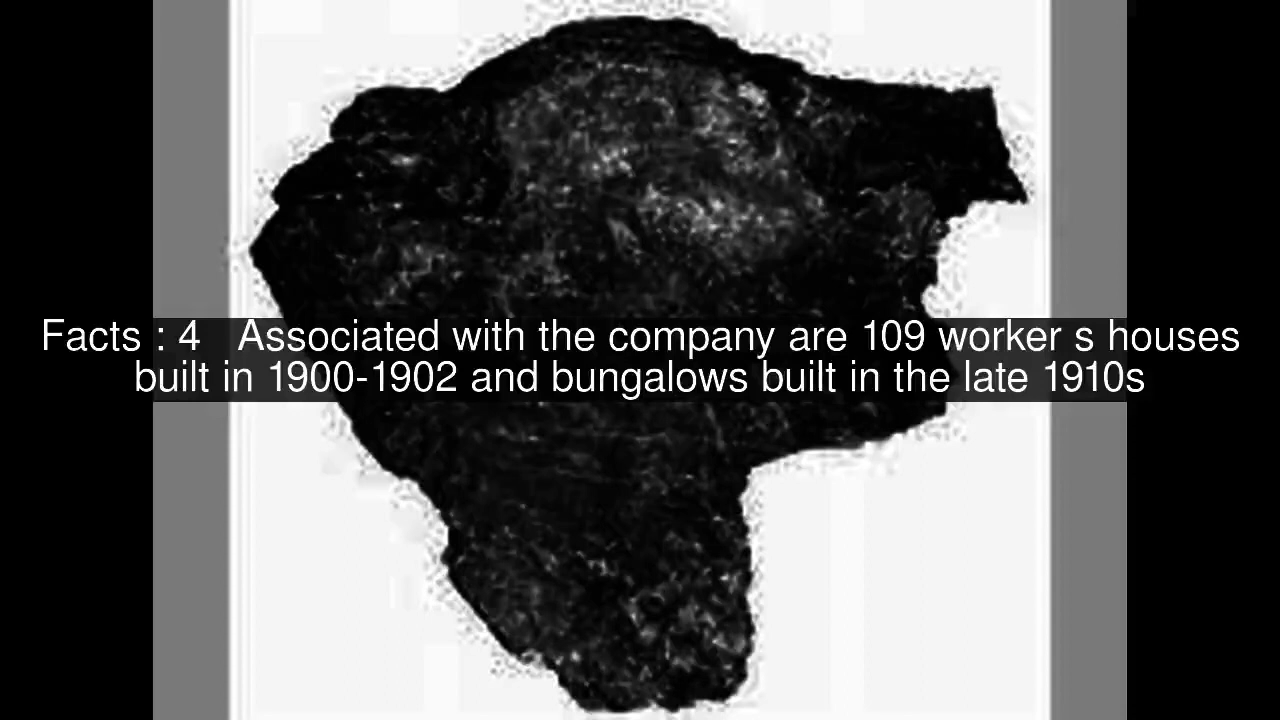 Facts : 4   Associated with the company are 109 worker s houses
built in 1900-1902 and bungalows built in the late 1910s